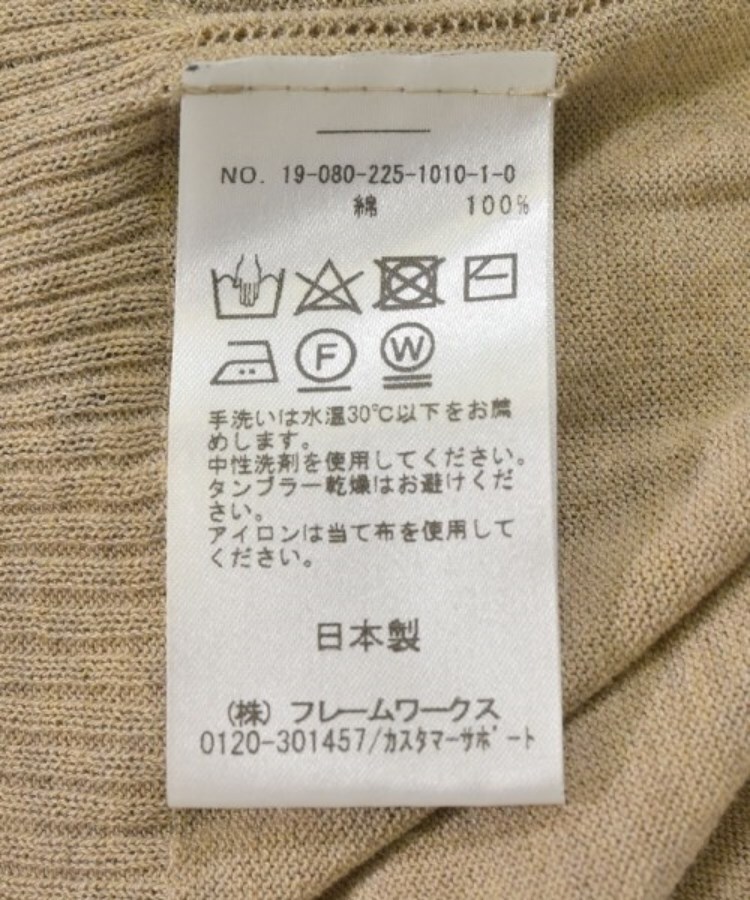 NO. 19-080-225-1010-1-0
綿 100%
F W
手洗いは水温30℃以下をお薦
めします。
中性洗剤を使用してください。
タンブラー乾燥はお避けくだ
さい。
アイロンは当て布を使用して
ください。
日本製
(株) フレームワークス
0120-301457/カスタマーサポート